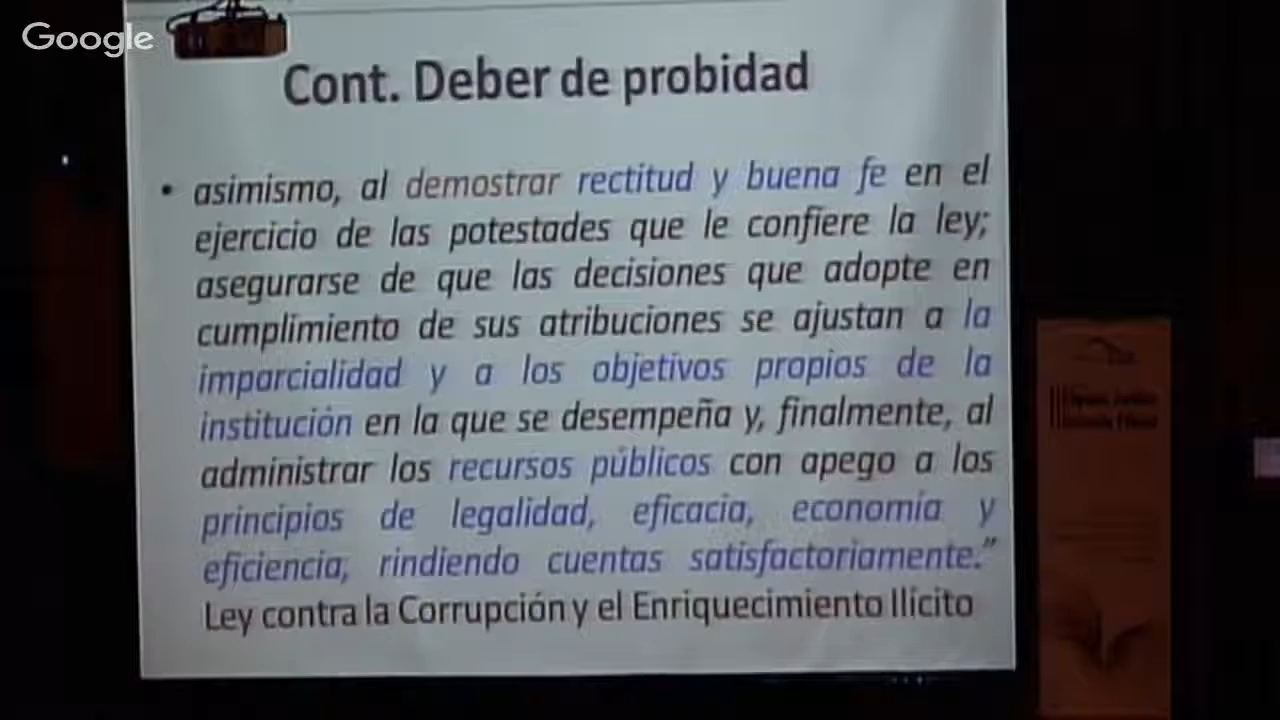 Google
Cont. Deber de probidad
• asimismo, al demostrar rectitud y buena fe en el
ejercicio de las potestades que le confiere la ley;
asegurarse de que las decisiones que adopte en
cumplimiento de sus atribuciones se ajustan a la
imparcialidad y a los objetivos propios de la
institución en la que se desempeña y, finalmente, al
administrar los recursos públicos con apego a los
principios de legalidad, eficacia, economía y
eficiencia, rindiendo cuentas satisfactoriamente.”
Ley contra la Corrupción y el Enriquecimiento Ilícito